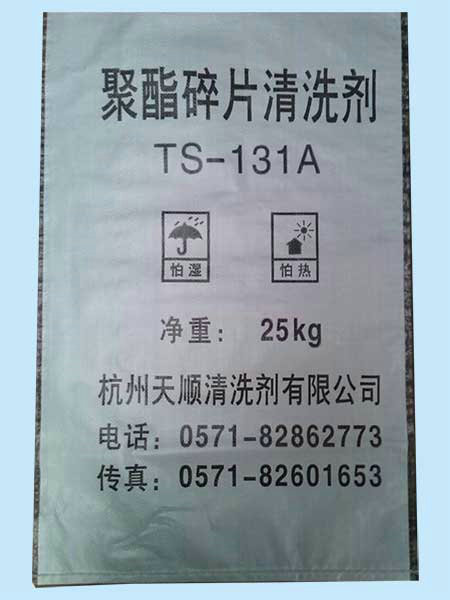 聚酯碎片清洗剂
TS-131A
怕湿 怕热
净重： 25kg
杭州天顺清洗剂有限公司
电话：0571-82862773
传真：0571-82601653